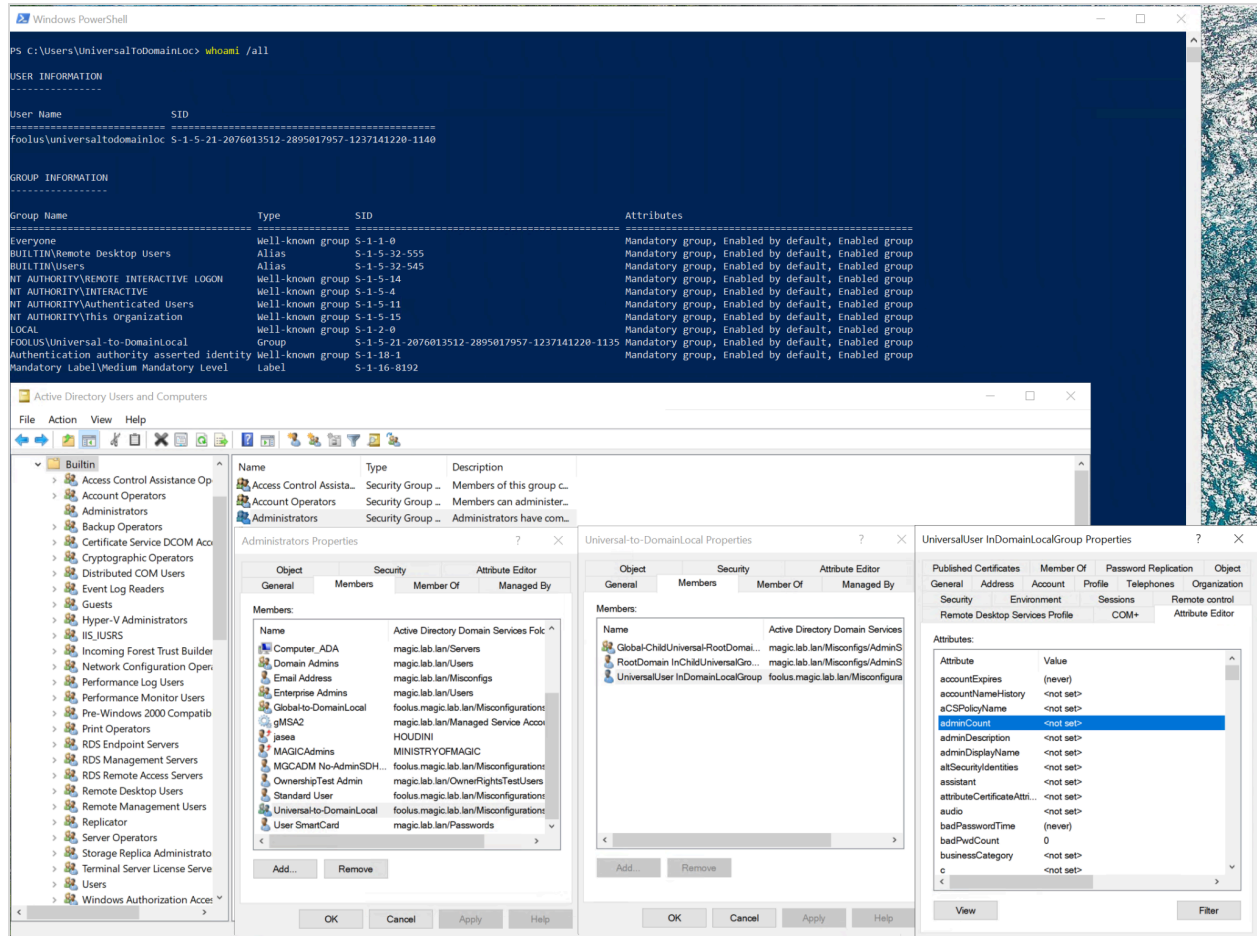 Windows PowerShell
PS C:\Users\UniversalToDomainLoc> whoami /all
USER INFORMATION
----------------
User Name SID
=========================== =============================================
foolus\universaltodomainloc S-1-5-21-2076013512-2895017957-1237141220-1140
GROUP INFORMATION
-----------------
Group Name Type SID Attributes
Everyone Well-known group S-1-1-0 Mandatory group, Enabled by default, Enabled group
BUILTIN\Remote Desktop Users Alias S-1-5-32-555 Mandatory group, Enabled by default, Enabled group
BUILTIN\Users Alias S-1-5-32-545 Mandatory group, Enabled by default, Enabled group
NT AUTHORITY\REMOTE INTERACTIVE LOGON Well-known group S-1-5-14 Mandatory group, Enabled by default, Enabled group
NT AUTHORITY\INTERACTIVE Well-known group S-1-5-4 Mandatory group, Enabled by default, Enabled group
NT AUTHORITY\Authenticated Users Well-known group S-1-5-11 Mandatory group, Enabled by default, Enabled group
NT AUTHORITY\This Organization Well-known group S-1-5-15 Mandatory group, Enabled by default, Enabled group
LOCAL Well-known group S-1-2-0 Mandatory group, Enabled by default, Enabled group
FOOLUS\Universal-to-DomainLocal Group S-1-5-21-2076013512-2895017957-1237141220-1135 Mandatory group, Enabled by default, Enabled group
Authentication authority asserted identity Well-known group S-1-18-1 Mandatory group, Enabled by default, Enabled group
Mandatory Label\Medium Mandatory Level Label S-1-16-8192
Active Directory Users and Computers
File Action View Help
Builtin
Access Control Assistance Op
Account Operators
Administrators
Backup Operators
Certificate Service DCOM Acc
Cryptographic Operators
Distributed COM Users
Event Log Readers
Guests
Hyper-V Administrators
IIS_IUSRS
Incoming Forest Trust Builder
Network Configuration Opera
Performance Log Users
Performance Monitor Users
Pre-Windows 2000 Compatib
Print Operators
RDS Endpoint Servers
RDS Management Servers
RDS Remote Access Servers
Remote Desktop Users
Remote Management Users
Replicator
Server Operators
Storage Replica Administrato
Terminal Server License Serve
Users
Windows Authorization Acces
Name Type Description
Access Control Assista... Security Group ... Members of this group c...
Account Operators Security Group ... Members can administer...
Administrators Security Group ... Administrators have com...
Administrators Properties
Object Security Attribute Editor
General Members Member Of Managed By
Members:
Name Active Directory Domain Services Folc
Computer_ADA magic.lab.lan/Servers
Domain Admins magic.lab.lan/Users
Email Address magic.lab.lan/Misconfigs
Enterprise Admins magic.lab.lan/Users
Global-to-DomainLocal foolus.magic.lab.lan/Misconfigurations
gMSA2 magic.lab.lan/Managed Service Accou
jasea HOUDINI
MAGICAdmins MINISTRYOFMAGIC
MGCADM No-AdminSDH... foolus.magic.lab.lan/Misconfigurations
OwnershipTest Admin magic.lab.lan/OwnerRightsTestUsers
Standard User foolus.magic.lab.lan/Misconfigurations
Universal-to-DomainLocal foolus.magic.lab.lan/Misconfigurations
User SmartCard magic.lab.lan/Passwords
Add... Remove
OK Cancel Apply Help
Universal-to-DomainLocal Properties
Object Security Attribute Editor
General Members Member Of Managed By
Members:
Name Active Directory Domain Services
Global-ChildUniversal-RootDomai... magic.lab.lan/Misconfigs/AdminS
RootDomain InChildUniversalGro... magic.lab.lan/Misconfigs/AdminS
UniversalUser InDomainLocalGroup foolus.magic.lab.lan/Misconfigura
Add... Remove
OK Cancel Apply Help
UniversalUser InDomainLocalGroup Properties
Published Certificates Member Of Password Replication Object
General Address Account Profile Telephones Organization
Security Environment Sessions Remote control
Remote Desktop Services Profile COM+ Attribute Editor
Attributes:
Attribute Value
accountExpires (never)
accountNameHistory <not set>
aCSPolicyName <not set>
adminCount <not set>
adminDescription <not set>
adminDisplayName <not set>
altSecurityIdentities <not set>
assistant <not set>
attributeCertificateAttri... <not set>
audio <not set>
badPasswordTime (never)
badPwdCount 0
businessCategory <not set>
c <not set>
View Filter